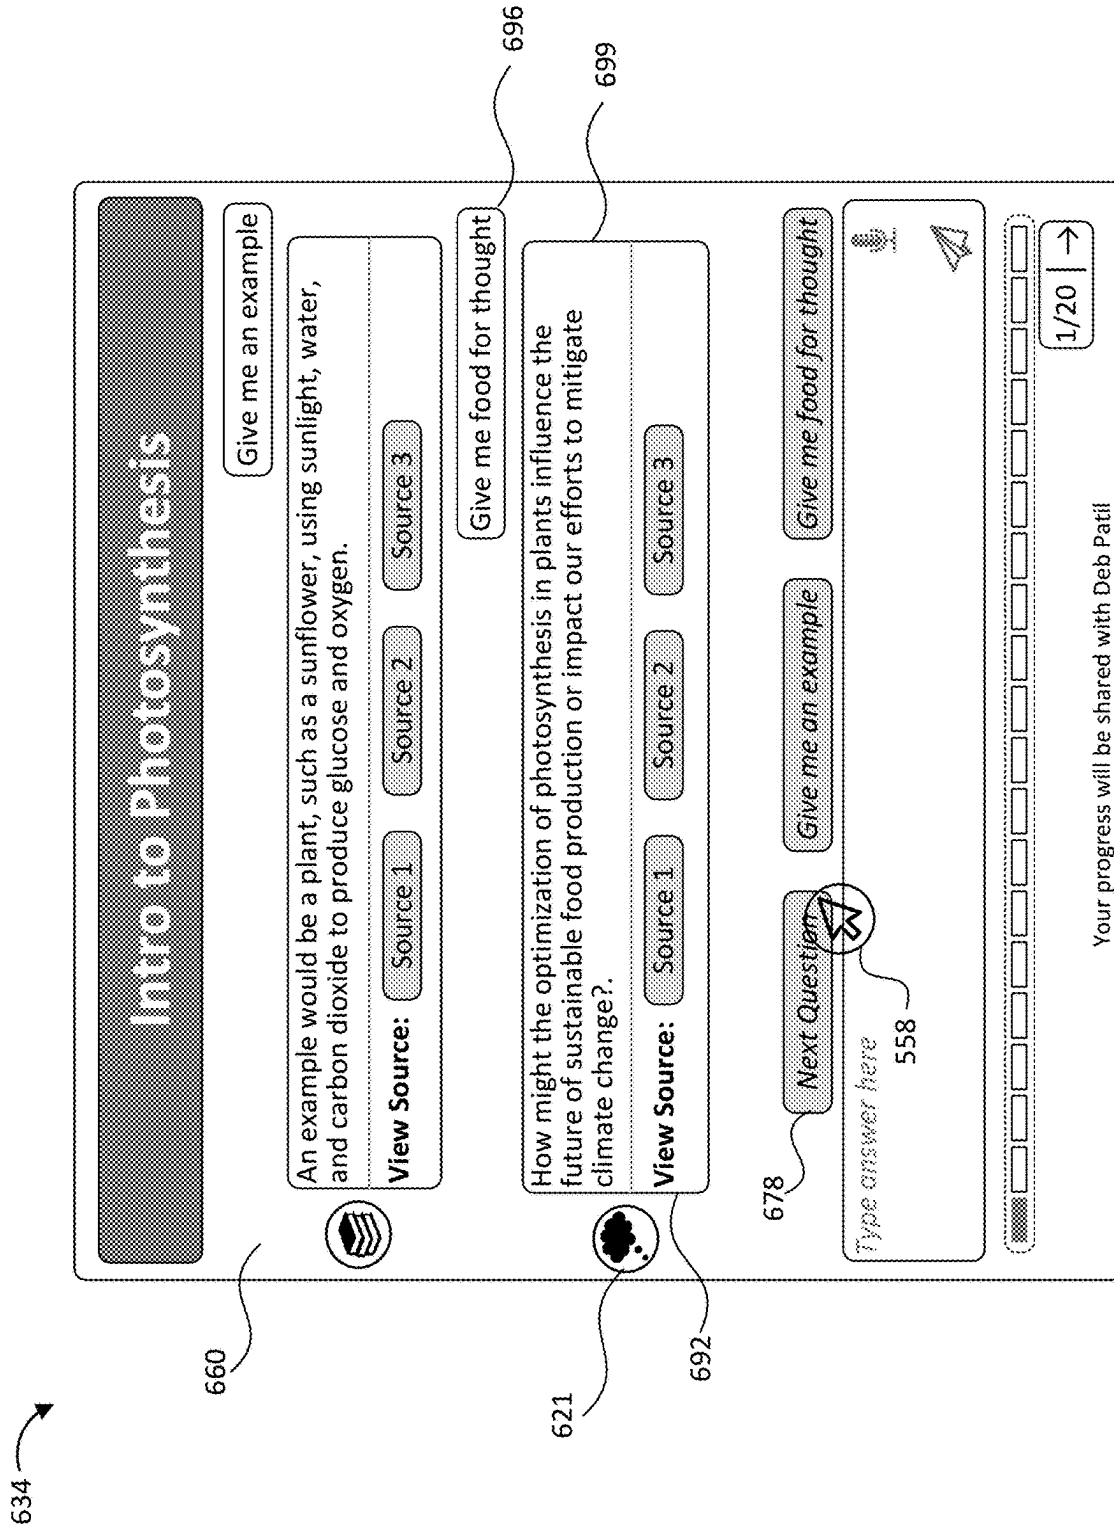 634
Intro to Photosynthesis
Give me an example
660
An example would be a plant, such as a sunflower, using sunlight, water,
and carbon dioxide to produce glucose and oxygen.
View Source: Source 1 Source 2 Source 3
Give me food for thought
696
699
How might the optimization of photosynthesis in plants influence the
future of sustainable food production or impact our efforts to mitigate
climate change?.
View Source: Source 1 Source 2 Source 3
621
692
678
Next Question Give me an example Give me food for thought
Type answer here
558
1/20 | →
Your progress will be shared with Deb Patil